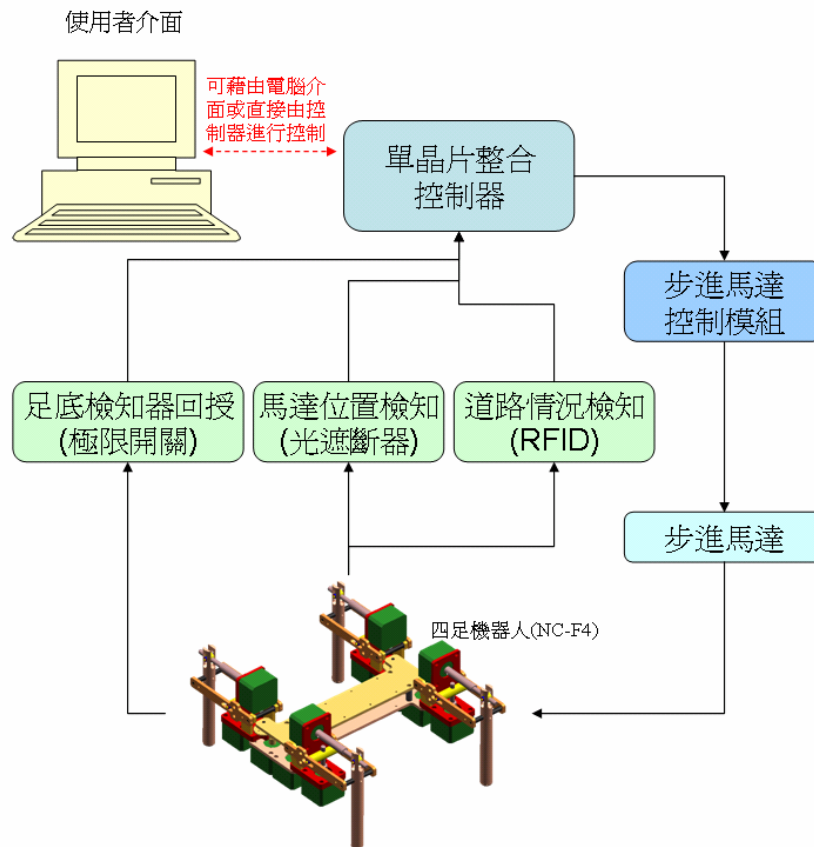 使用者介面
可藉由電腦介
面或直接由控
制器進行控制
單晶片整合
控制器
步進馬達
控制模組
足底檢知器回授
(極限開關)
馬達位置檢知
(光遮斷器)
道路情況檢知
(RFID)
步進馬達
四足機器人(NC-F4)